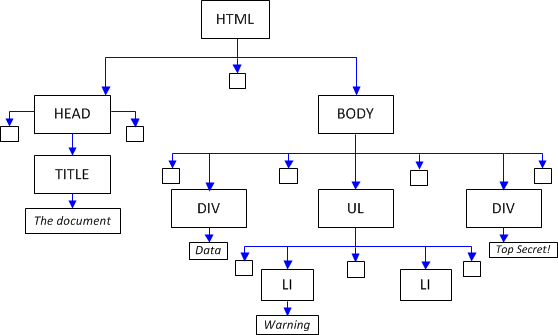 HTML
HEAD
BODY
TITLE
The document
DIV
UL
DIV
Data
Top Secret!
LI
LI
Warning